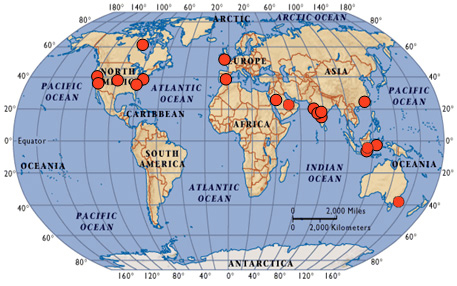 180° 160° 20° 0° 20° 60° 160° 180°
ARCTIC
ARCTIC OCEAN
80° 80°
60° 60°
EUROPE
ASIA
NORTH
40° 40°
PACIFIC
OCEAN
ATLANTIC
OCEAN
PACIFIC
OCEAN
20° 20°
CARIBBEAN
AFRICA
Equator 0° 0°
SOUTH
AMERICA
INDIAN
OCEAN
OCEANIA
OCEANIA
20° 20°
ATLANTIC
OCEAN
0 2,000 Miles
0 2,000 Kilometers
PACIFIC
OCEAN
40° 40°
60° 60°
ANTARCTICA
80° 80°
160° 140° 120° 80° 40° 0° 40° 80° 120° 140° 160°